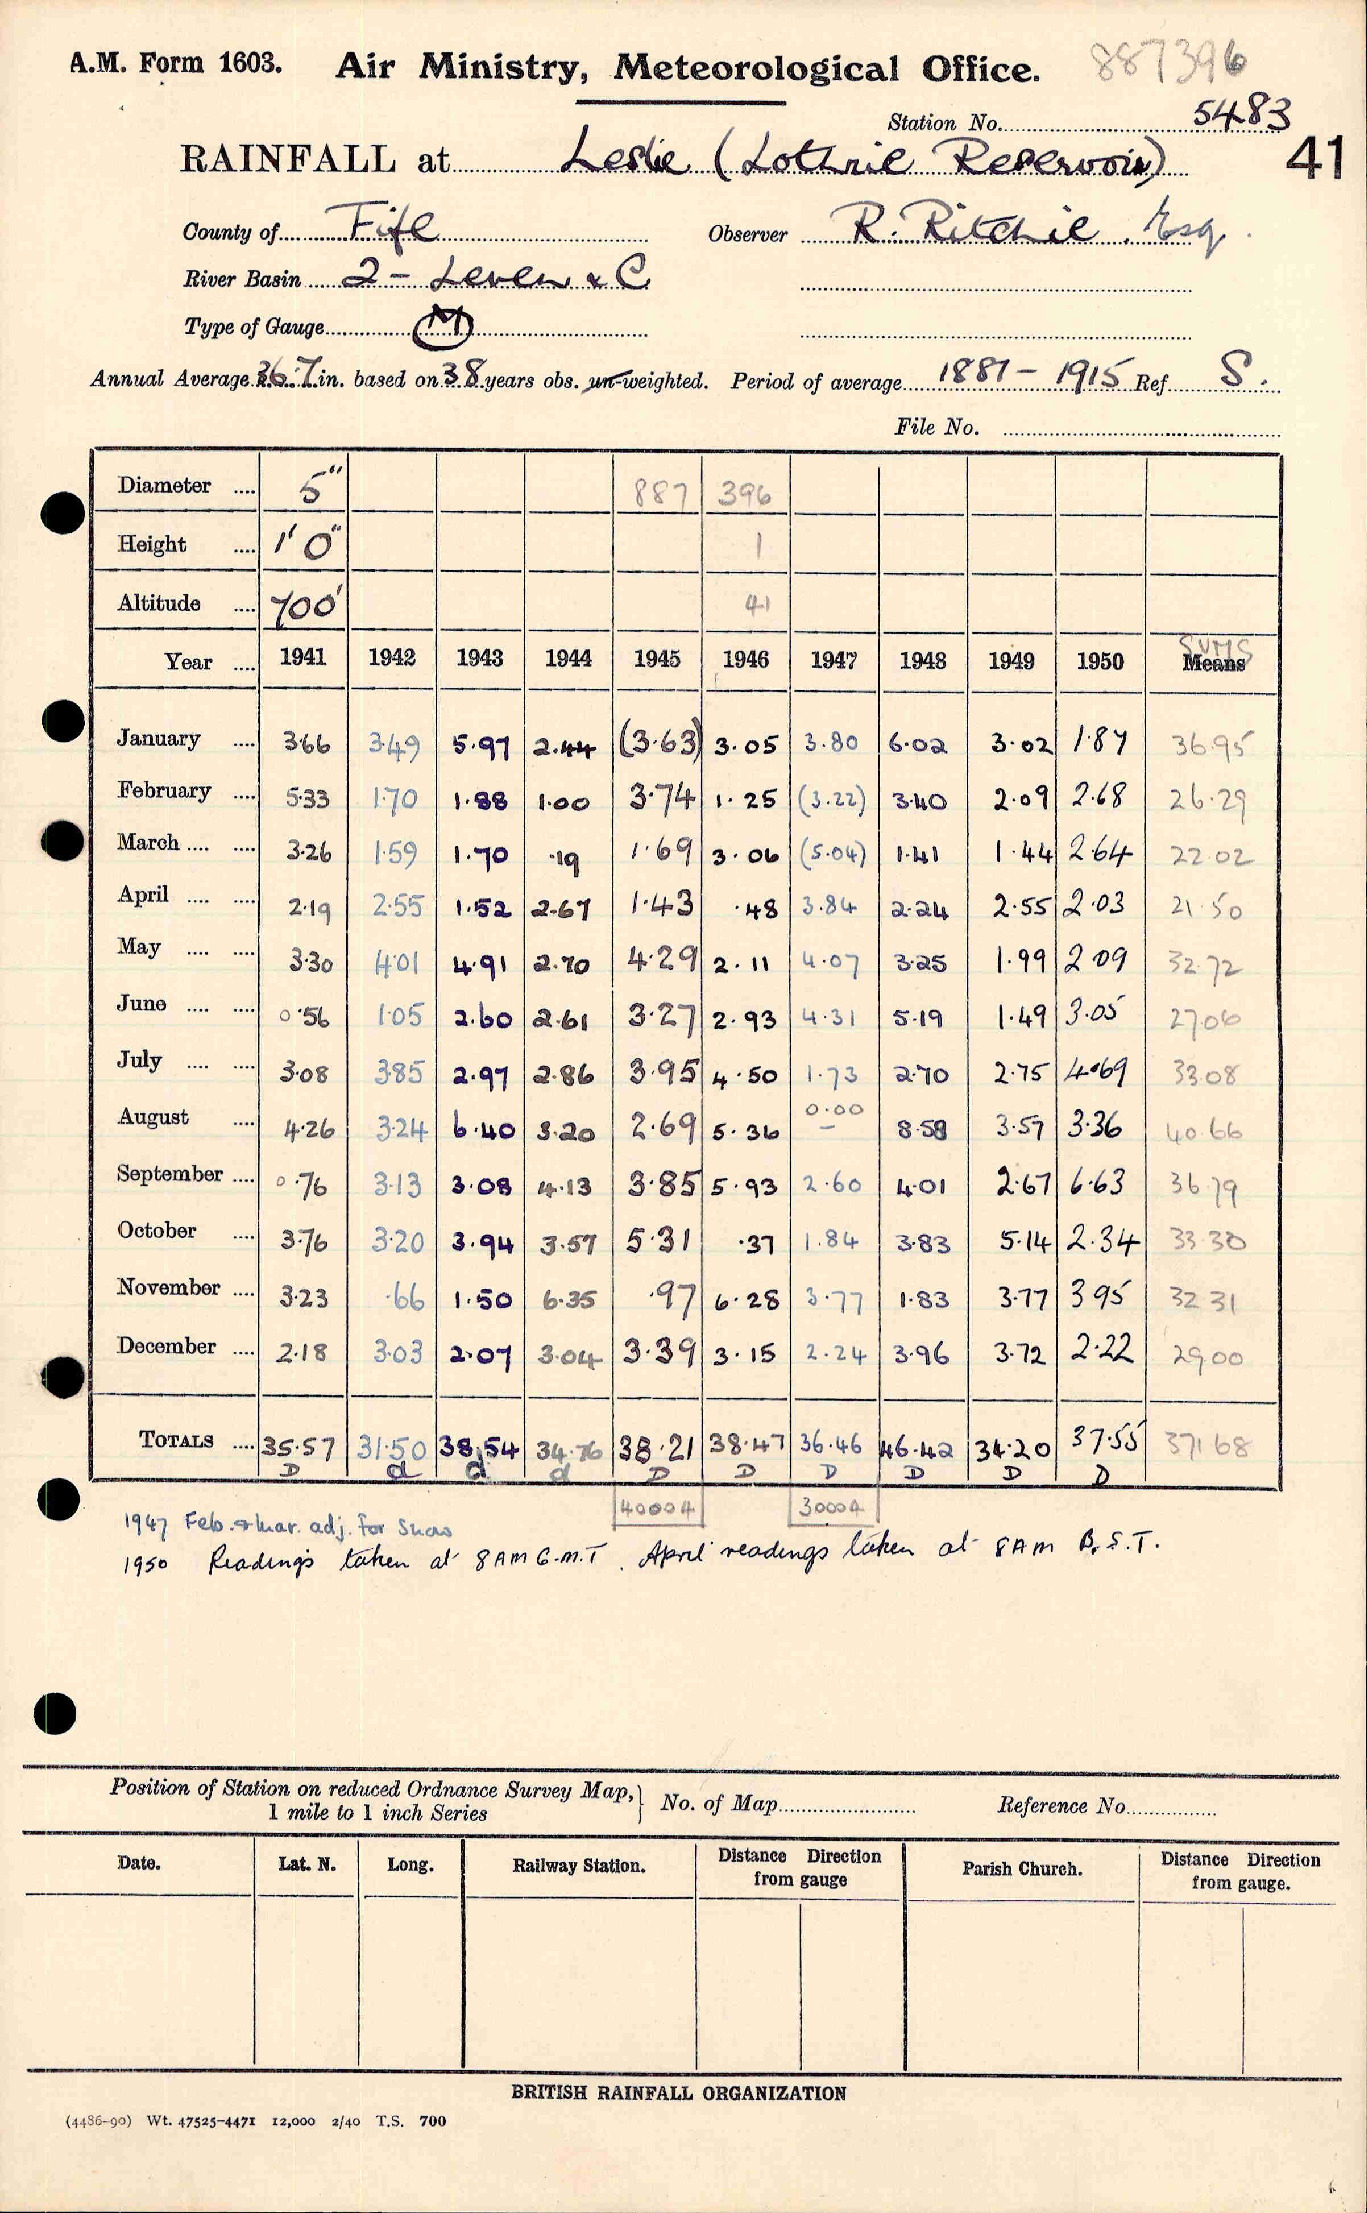 A.M. Form 1603. Air Ministry, Meteorological Office. 887396
Station No. 5483
RAINFALL at Leslie (Lothrie Reservoir) 41
County of Fife Observer R. Ritchie. Esq.
River Basin 2 - Leven & C
Type of Gauge M
Annual Average 36.7 in. based on 38 years obs. un-weighted. Period of average 1881-1915 Ref S.
File No.
Diameter .... 5" 887 396
Height .... 1' 0" 1
Altitude .... 700' 41
Year .... 1941 1942 1943 1944 1945 1946 1947 1948 1949 1950 Means SUMS
January .... 3.66 3.49 5.97 2.44 (3.63) 3.05 3.80 6.02 3.02 1.87 36.95
February .... 5.33 1.70 1.88 1.00 3.74 1.25 (3.22) 3.40 2.09 2.68 26.29
March .... .... 3.26 1.59 1.70 .19 1.69 3.06 (5.04) 1.41 1.44 2.64 22.02
April .... .... 2.19 2.55 1.52 2.67 1.43 .48 3.84 2.24 2.55 2.03 21.50
May .... .... 3.30 4.01 4.91 2.70 4.29 2.11 4.07 3.25 1.99 2.09 32.72
June .... .... 0.56 1.05 2.60 2.61 3.27 2.93 4.31 5.19 1.49 3.05 27.06
July .... .... 3.08 3.85 2.97 2.86 3.95 4.50 1.73 2.70 2.75 4.69 33.08
August .... 4.26 3.24 6.40 3.20 2.69 5.36 0.00 – 8.58 3.57 3.36 40.66
September .... 0.76 3.13 3.08 4.13 3.85 5.93 2.60 4.01 2.67 6.63 36.79
October .... 3.76 3.20 3.94 3.57 5.31 .37 1.84 3.83 5.14 2.34 33.30
November .... 3.23 .66 1.50 6.35 .97 6.28 3.77 1.83 3.77 3.95 32.31
December .... 2.18 3.03 2.07 3.04 3.39 3.15 2.24 3.96 3.72 2.22 29.00
TOTALS .... 35.57 31.50 38.54 34.76 38.21 38.47 36.46 46.42 34.20 37.55 371.68
D d d d D D D D D D
40004 30004
1947 Feb. & Mar. adj. for Snow
1950 Readings taken at 8 AM G.M.T. April readings taken at 8 AM B.S.T.
Position of Station on reduced Ordnance Survey Map, } No. of Map Reference No.
1 mile to 1 inch Series
Date. Lat. N. Long. Railway Station. Distance Direction from gauge Parish Church. Distance Direction from gauge.
BRITISH RAINFALL ORGANIZATION
(4486-90) Wt. 47525-4471 12,000 2/40 T.S. 700